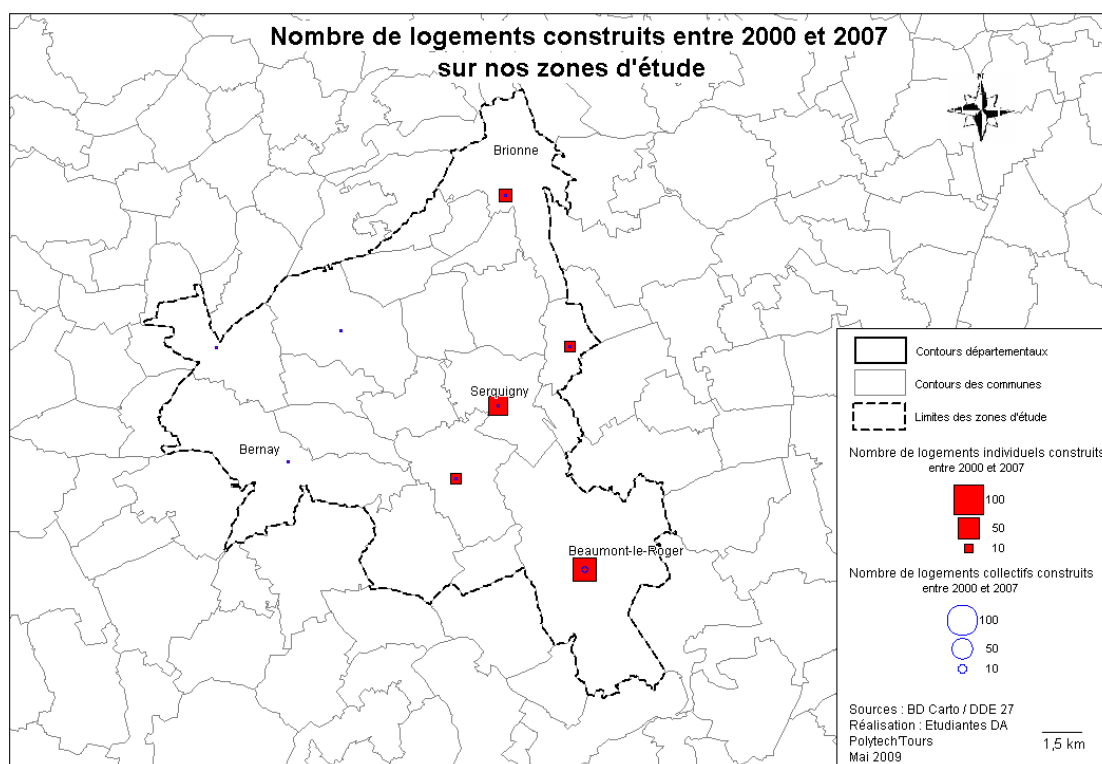 Nombre de logements construits entre 2000 et 2007
sur nos zones d'étude
N
Brionne
Serquigny
Bernay
Beaumont-le-Roger
Contours départementaux
Contours des communes
Limites des zones d'étude
Nombre de logements individuels construits
entre 2000 et 2007
100
50
10
Nombre de logements collectifs construits
entre 2000 et 2007
100
50
10
Sources : BD Carto / DDE 27
Réalisation : Etudiantes DA
Polytech'Tours
Mai 2009
1,5 km